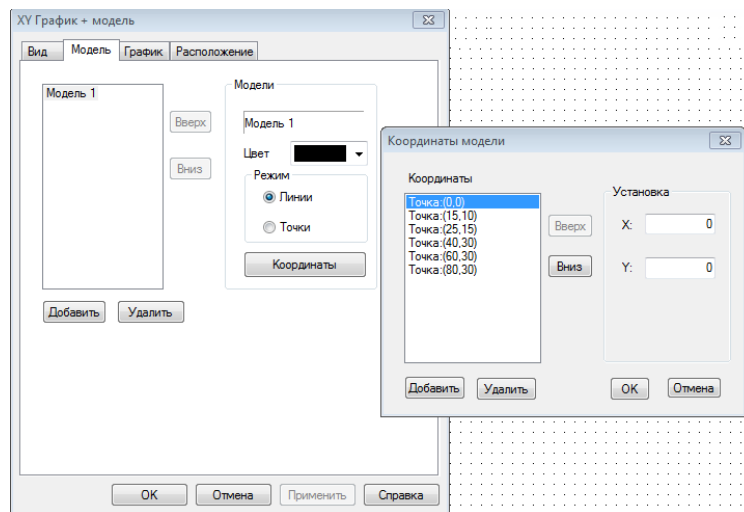 XY График + модель
Вид Модель График Расположение
Модель 1
Вверх
Вниз
Добавить Удалить
Модели
Модель 1
Цвет
Режим
Линии
Точки
Координаты
OK Отмена Применить Справка
Координаты модели
Координаты
Точка:(0,0)
Точка:(15,10)
Точка:(25,15)
Точка:(40,30)
Точка:(60,30)
Точка:(80,30)
Вверх
Вниз
Установка
X: 0
Y: 0
Добавить Удалить
OK Отмена